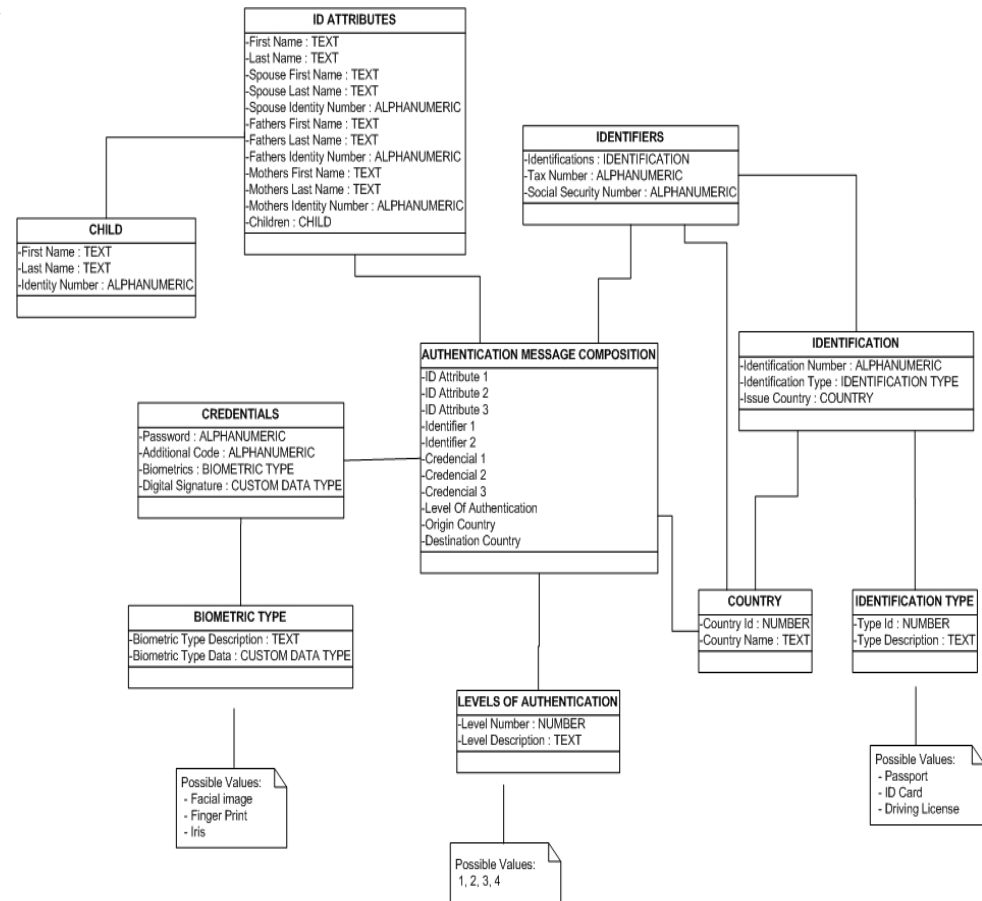 ID ATTRIBUTES
-First Name : TEXT
-Last Name : TEXT
-Spouse First Name : TEXT
-Spouse Last Name : TEXT
-Spouse Identity Number : ALPHANUMERIC
-Fathers First Name : TEXT
-Fathers Last Name : TEXT
-Fathers Identity Number : ALPHANUMERIC
-Mothers First Name : TEXT
-Mothers Last Name : TEXT
-Mothers Identity Number : ALPHANUMERIC
-Children : CHILD
IDENTIFIERS
-Identifications : IDENTIFICATION
-Tax Number : ALPHANUMERIC
-Social Security Number : ALPHANUMERIC
CHILD
-First Name : TEXT
-Last Name : TEXT
-Identity Number : ALPHANUMERIC
IDENTIFICATION
-Identification Number : ALPHANUMERIC
-Identification Type : IDENTIFICATION TYPE
-Issue Country : COUNTRY
AUTHENTICATION MESSAGE COMPOSITION
-ID Attribute 1
-ID Attribute 2
-ID Attribute 3
-Identifier 1
-Identifier 2
-Credencial 1
-Credencial 2
-Credencial 3
-Level Of Authentication
-Origin Country
-Destination Country
CREDENTIALS
-Password : ALPHANUMERIC
-Additional Code : ALPHANUMERIC
-Biometrics : BIOMETRIC TYPE
-Digital Signature : CUSTOM DATA TYPE
COUNTRY
-Country Id : NUMBER
-Country Name : TEXT
IDENTIFICATION TYPE
-Type Id : NUMBER
-Type Description : TEXT
BIOMETRIC TYPE
-Biometric Type Description : TEXT
-Biometric Type Data : CUSTOM DATA TYPE
LEVELS OF AUTHENTICATION
-Level Number : NUMBER
-Level Description : TEXT
Possible Values:
- Passport
- ID Card
- Driving License
Possible Values:
- Facial image
- Finger Print
- Iris
Possible Values:
1, 2, 3, 4